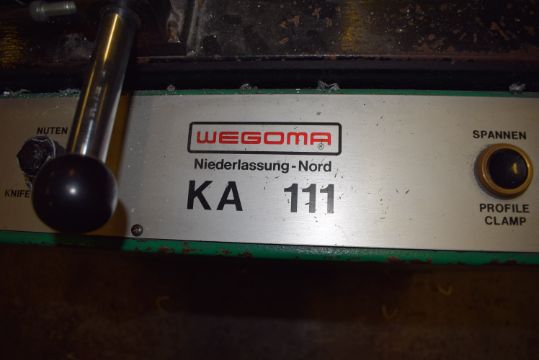 NUTEN
KNIFE
WEGOMA
Niederlassung-Nord
KA 111
SPANNEN
PROFILE
CLAMP